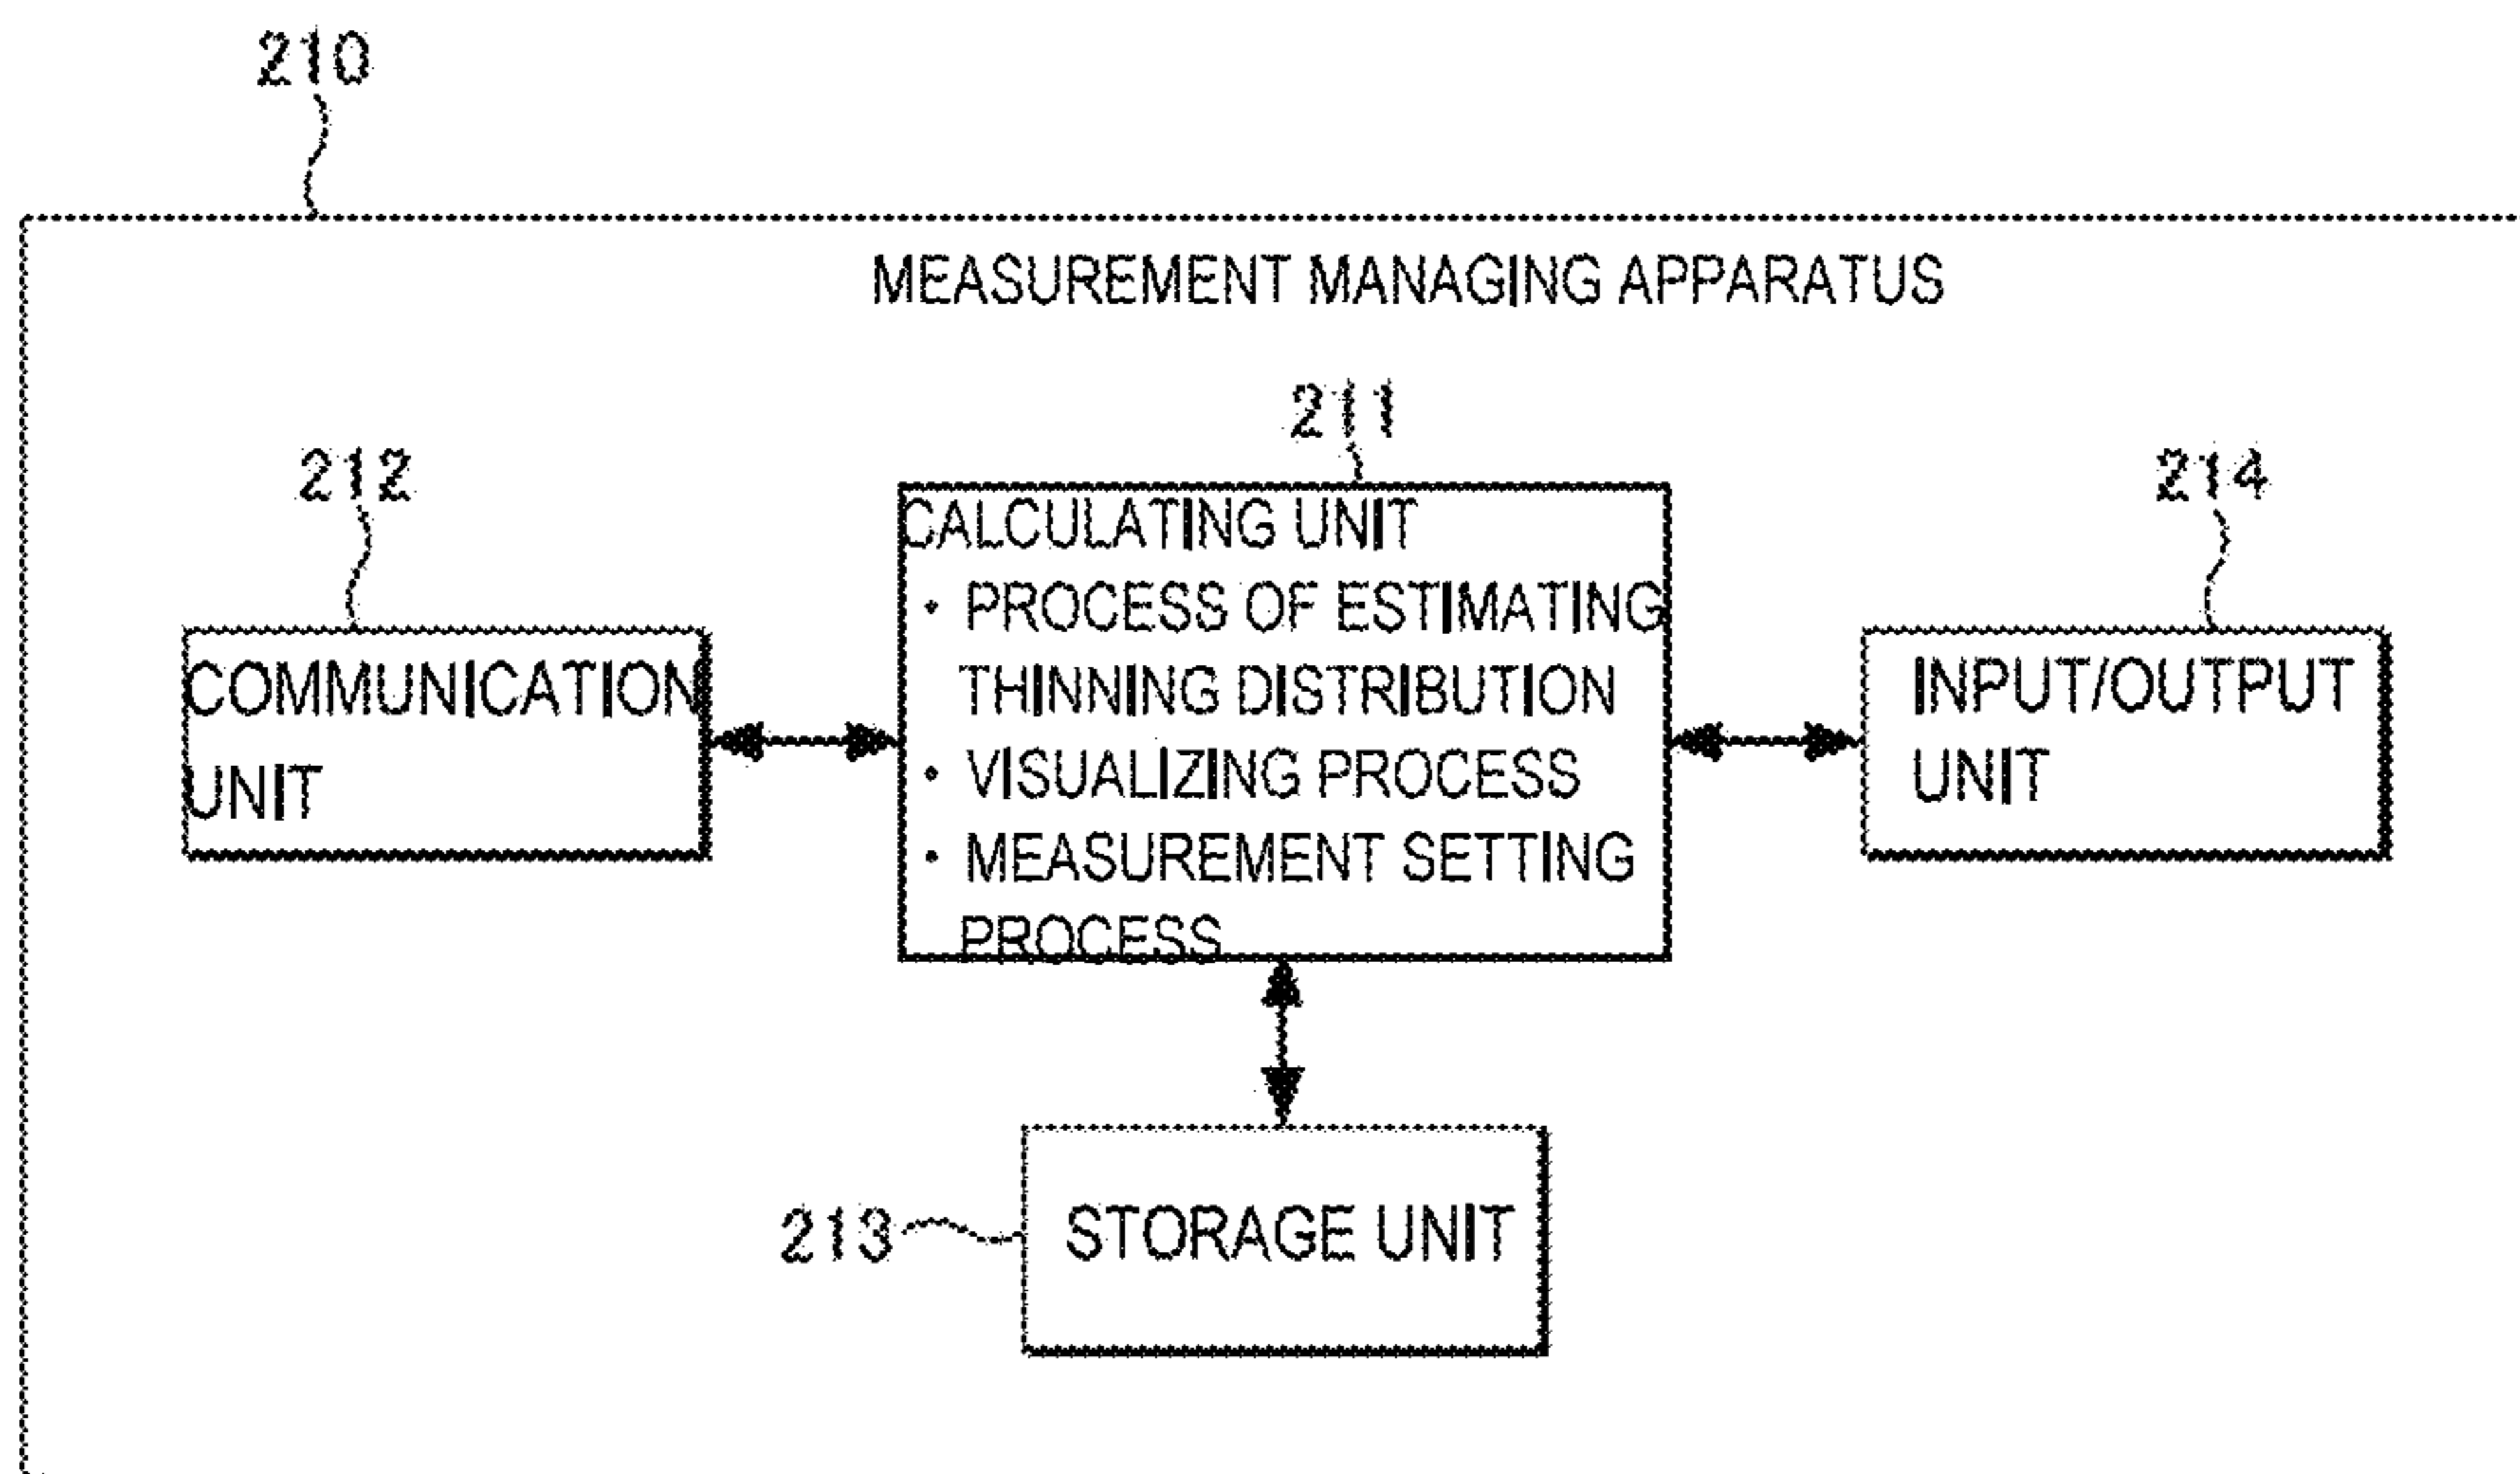 210
MEASUREMENT MANAGING APPARATUS
211
212
214
CALCULATING UNIT
・ PROCESS OF ESTIMATING
THINNING DISTRIBUTION
・ VISUALIZING PROCESS
・ MEASUREMENT SETTING
PROCESS
COMMUNICATION
UNIT
INPUT/OUTPUT
UNIT
213
STORAGE UNIT